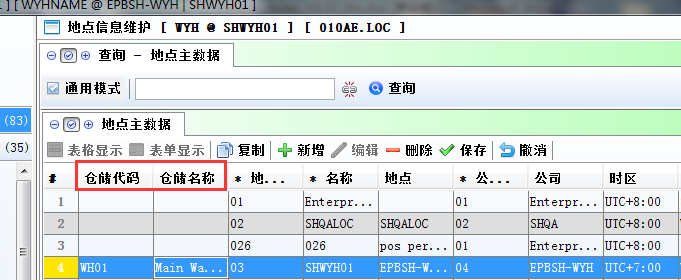 ] [ WYHNAME @ EPBSH-WYH | SHWYH01 ]
地点信息维护 [ WYH @ SHWYH01 ] [ 010AE.LOC ]
查询 - 地点主数据
通用模式 查询
(83)
地点主数据
(35)
表格显示 表单显示 复制 新增 编辑 删除 保存 撤消
# 仓储代码 仓储名称 * 地... * 名称 地点 * 公... 公司 时区
1 01 Enterpr... 01 Enterpr... UTC+8:00
2 02 SHQALOC SHQALOC 02 SHQA UTC+8:00
3 026 026 pos per... 01 Enterpr... UTC+8:00
4 WH01 Main Wa... 03 SHWYH01 EPBSH-W... 04 EPBSH-WYH UTC+7:00